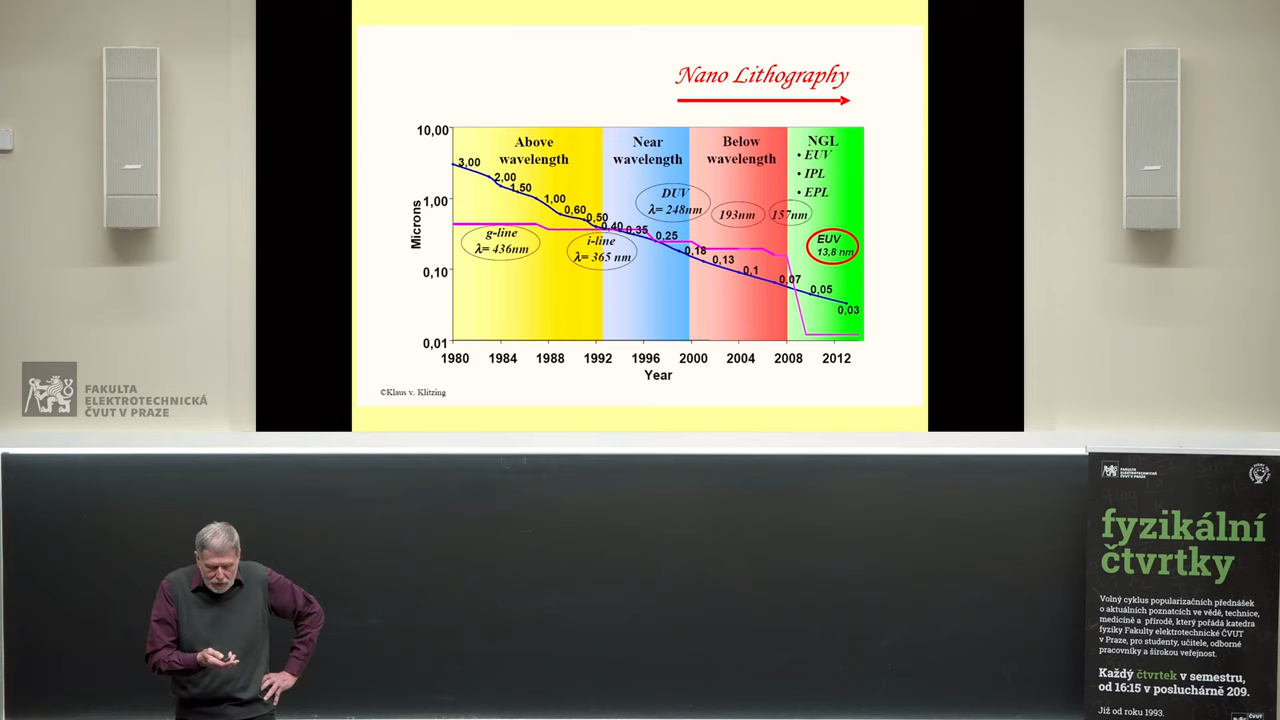 Nano Lithography
10,00
1,00
0,10
0,01
Microns
Above
wavelength
Near
wavelength
Below
wavelength
NGL
• EUV
• IPL
• EPL
3,00
2,00
1,50
1,00
0,60
0,50
0,40
0,35
0,25
0,18
0,13
0,1
0,07
0,05
0,03
g-line
λ= 436nm
i-line
λ= 365 nm
DUV
λ= 248nm
193nm
157nm
EUV
13,8 nm
1980 1984 1988 1992 1996 2000 2004 2008 2012
Year
©Klaus v. Klitzing
FAKULTA
ELEKTROTECHNICKÁ
ČVUT V PRAZE
FAKULTA
ELEKTROTECHNICKÁ
ČVUT V PRAZE
fyzikální
čtvrtky
Volný cyklus popularizačních přednášek
o aktuálních poznatcích ve vědě, technice,
medicíně a přírodě, který pořádá katedra
fyziky Fakulty elektrotechnické ČVUT
v Praze, pro studenty, učitele, odborné
pracovníky a širokou veřejnost.
Každý čtvrtek v semestru,
od 16:15 v posluchárně 209.
Již od roku 1993.